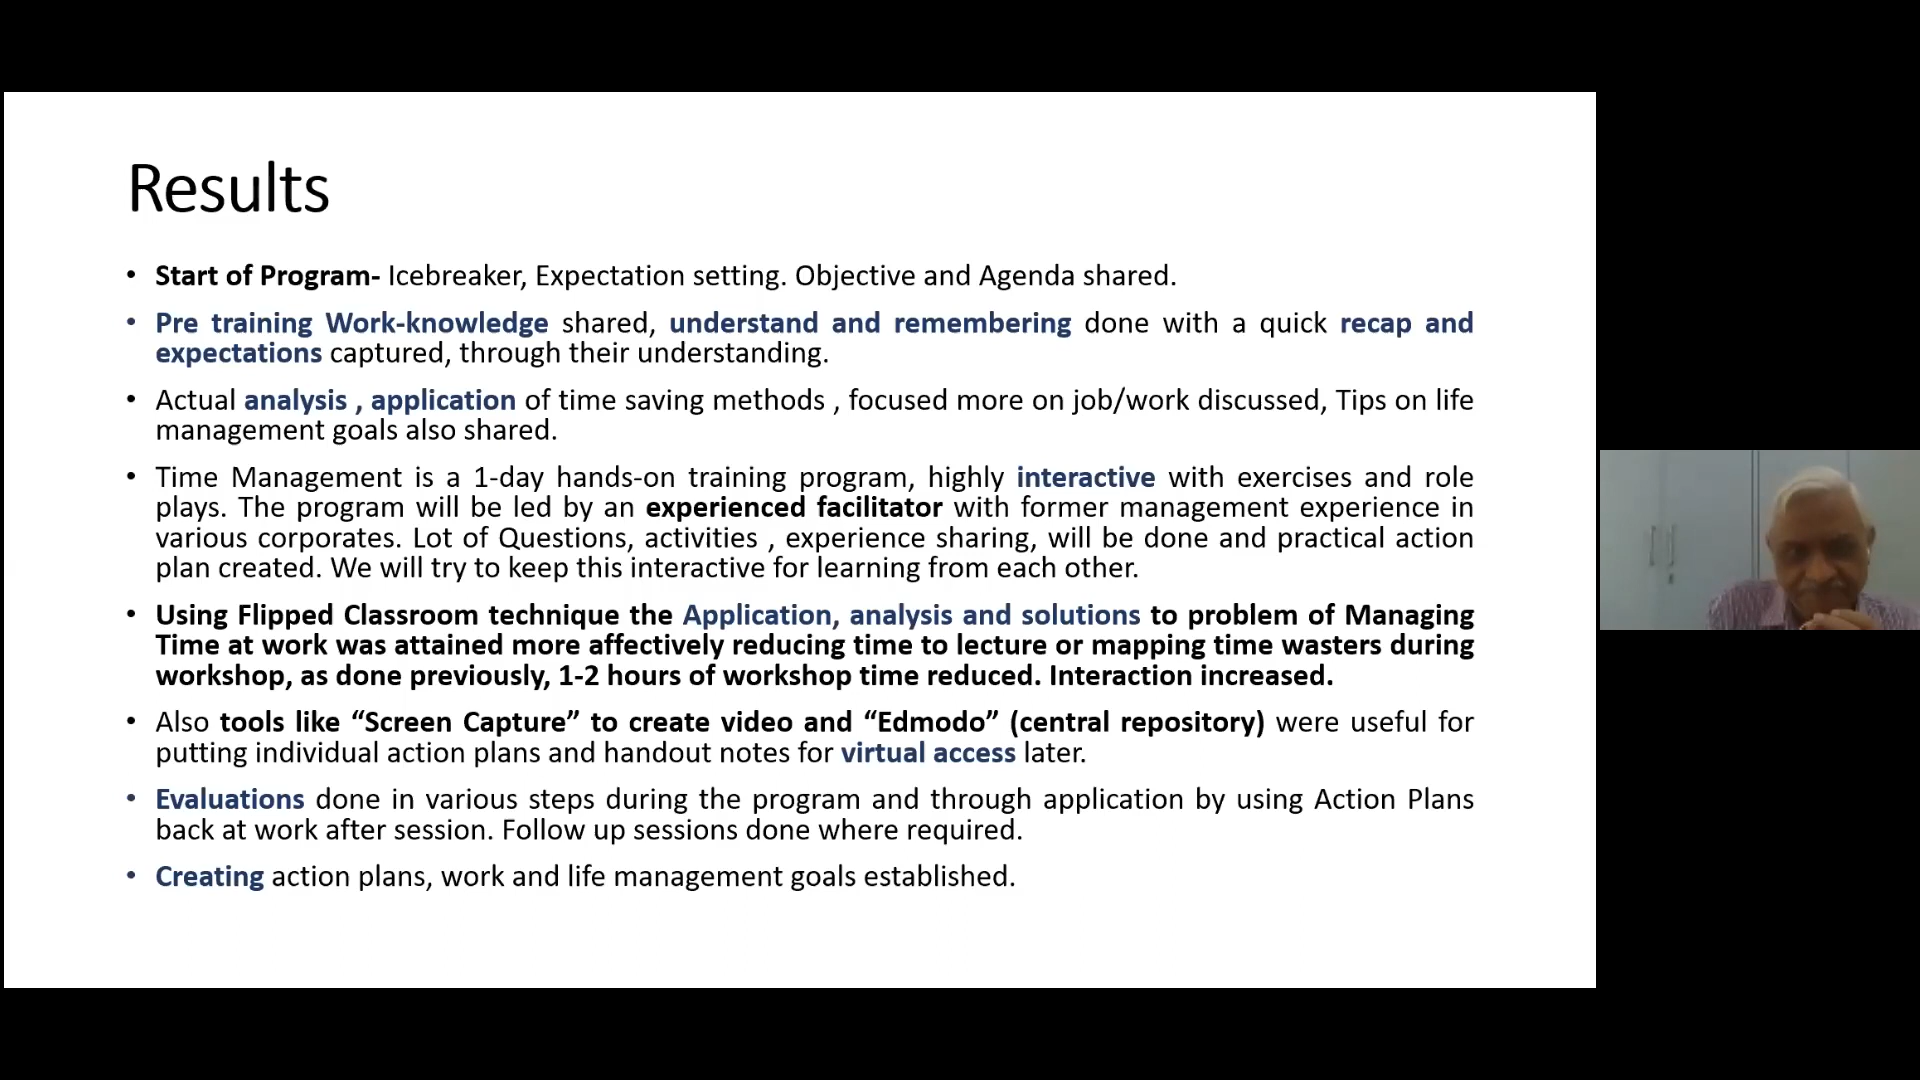 Results
• Start of Program- Icebreaker, Expectation setting. Objective and Agenda shared.
• Pre training Work-knowledge shared, understand and remembering done with a quick recap and
expectations captured, through their understanding.
• Actual analysis , application of time saving methods , focused more on job/work discussed, Tips on life
management goals also shared.
• Time Management is a 1-day hands-on training program, highly interactive with exercises and role
plays. The program will be led by an experienced facilitator with former management experience in
various corporates. Lot of Questions, activities , experience sharing, will be done and practical action
plan created. We will try to keep this interactive for learning from each other.
• Using Flipped Classroom technique the Application, analysis and solutions to problem of Managing
Time at work was attained more affectively reducing time to lecture or mapping time wasters during
workshop, as done previously, 1-2 hours of workshop time reduced. Interaction increased.
• Also tools like “Screen Capture” to create video and “Edmodo” (central repository) were useful for
putting individual action plans and handout notes for virtual access later.
• Evaluations done in various steps during the program and through application by using Action Plans
back at work after session. Follow up sessions done where required.
• Creating action plans, work and life management goals established.